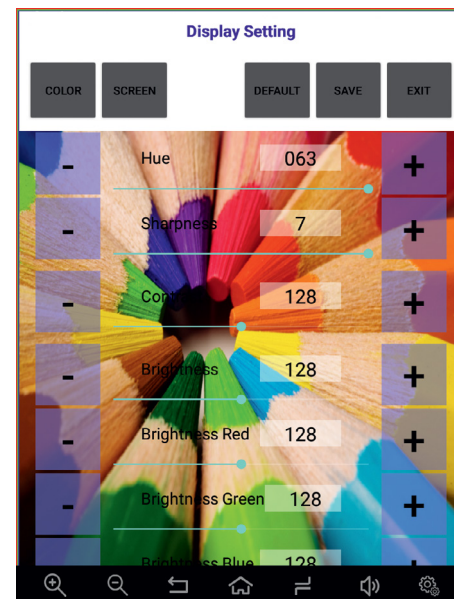 Display Setting
COLOR SCREEN DEFAULT SAVE EXIT
- Hue 063 +
- Sharpness 7 +
- 128 +
- Brightness 128 +
- Brightness Red 128 +
- Brightness Green 128 +
Brightness Blue 128